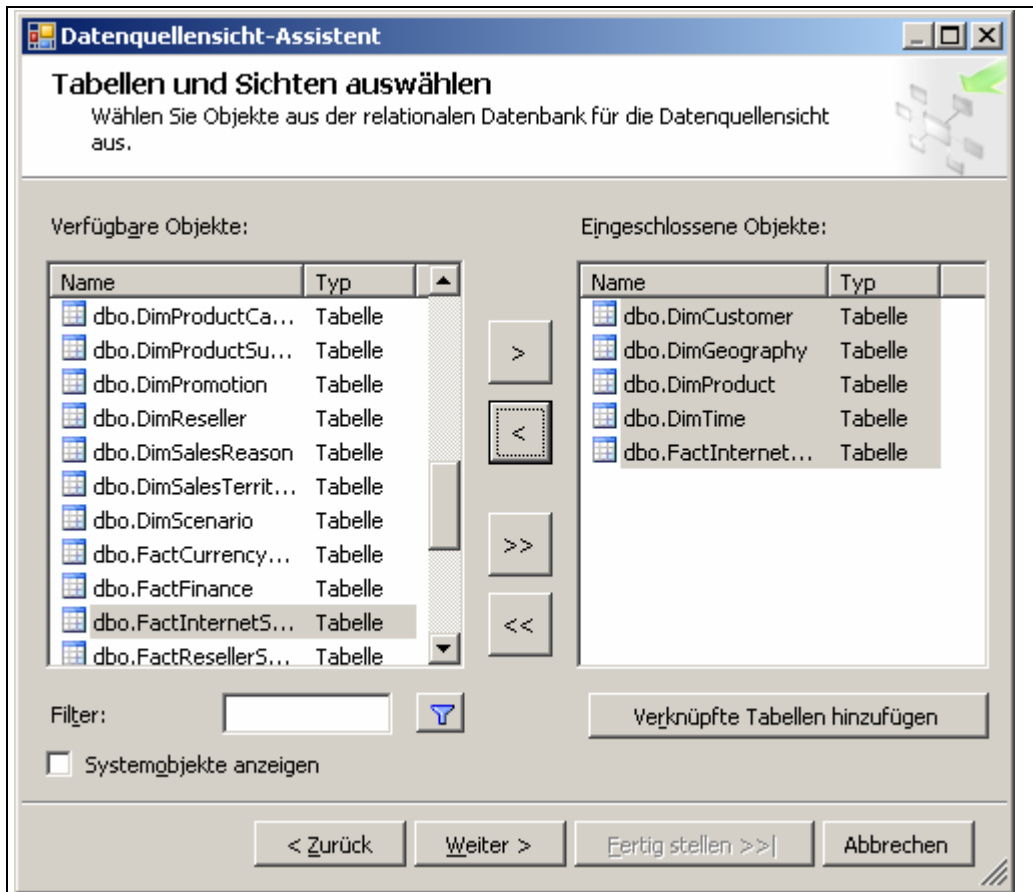 Datenquellensicht-Assistent
Tabellen und Sichten auswählen
Wählen Sie Objekte aus der relationalen Datenbank für die Datenquellensicht
aus.
Verfügbare Objekte:
Name Typ
dbo.DimProductCa... Tabelle
dbo.DimProductSu... Tabelle
dbo.DimPromotion Tabelle
dbo.DimReseller Tabelle
dbo.DimSalesReason Tabelle
dbo.DimSalesTerrit... Tabelle
dbo.DimScenario Tabelle
dbo.FactCurrency... Tabelle
dbo.FactFinance Tabelle
dbo.FactInternetS... Tabelle
dbo.FactResellerS... Tabelle
>
<
>>
<<
Eingeschlossene Objekte:
Name Typ
dbo.DimCustomer Tabelle
dbo.DimGeography Tabelle
dbo.DimProduct Tabelle
dbo.DimTime Tabelle
dbo.FactInternet... Tabelle
Filter:
Verknüpfte Tabellen hinzufügen
Systemobjekte anzeigen
< Zurück
Weiter >
Fertig stellen >>|
Abbrechen